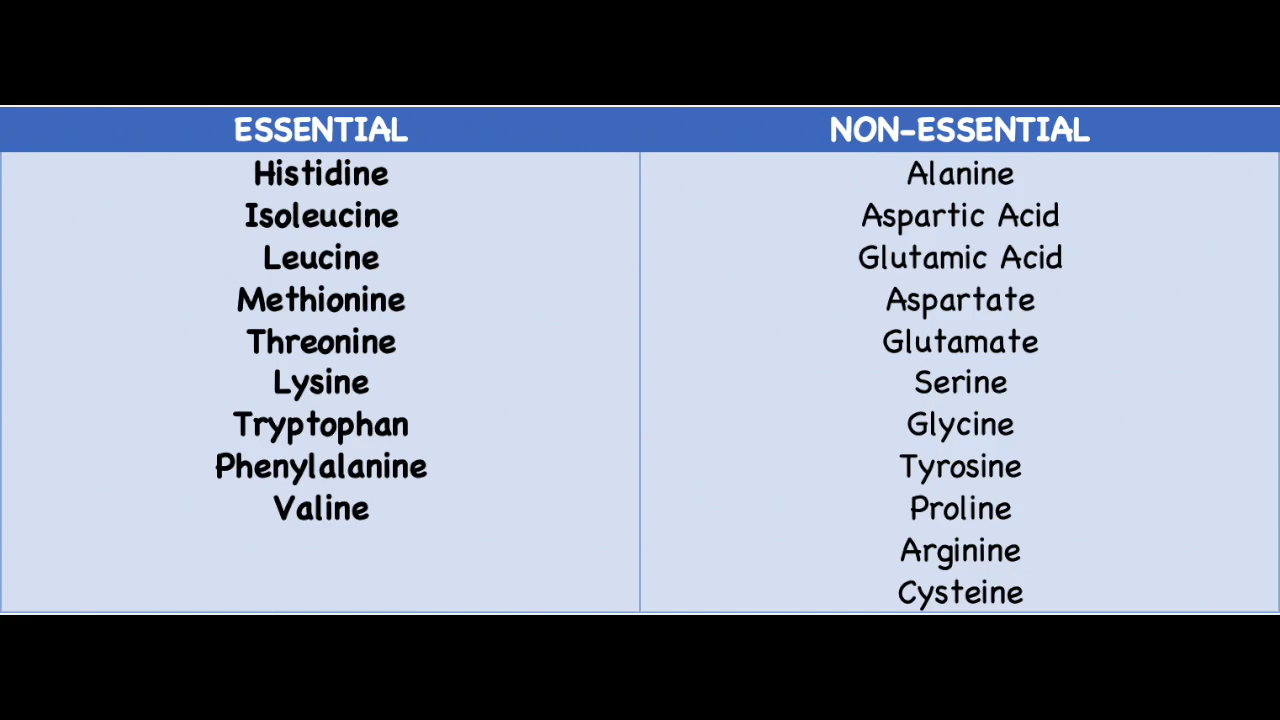 ESSENTIAL NON-ESSENTIAL
Histidine Alanine
Isoleucine Aspartic Acid
Leucine Glutamic Acid
Methionine Aspartate
Threonine Glutamate
Lysine Serine
Tryptophan Glycine
Phenylalanine Tyrosine
Valine Proline
Arginine
Cysteine